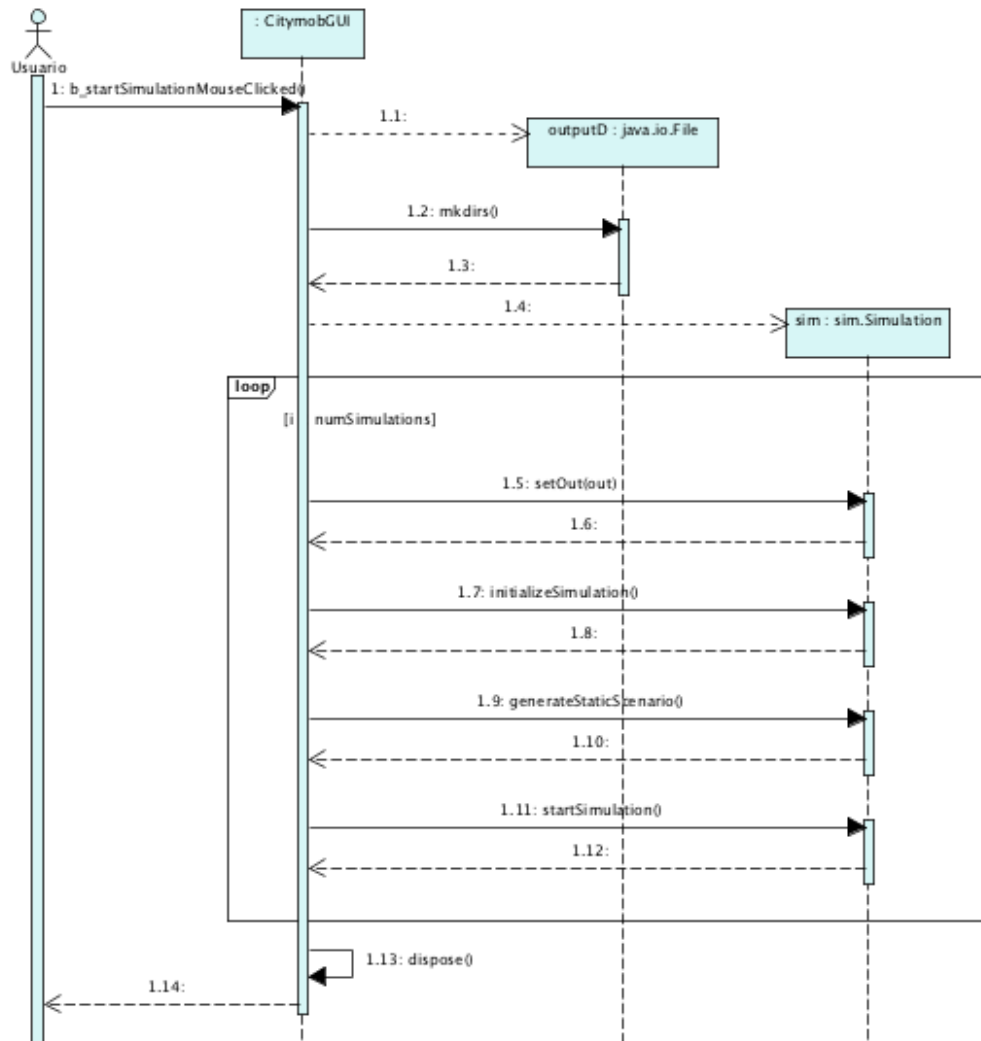 : CitymobGUI
Usuario
1: b_startSimulationMouseClicked()
1.1:
outputD : java.io.File
1.2: mkdirs()
1.3:
1.4:
sim : sim.Simulation
loop
[i numSimulations]
1.5: setOut(out)
1.6:
1.7: initializeSimulation()
1.8:
1.9: generateStaticScenario()
1.10:
1.11: startSimulation()
1.12:
1.13: dispose()
1.14: